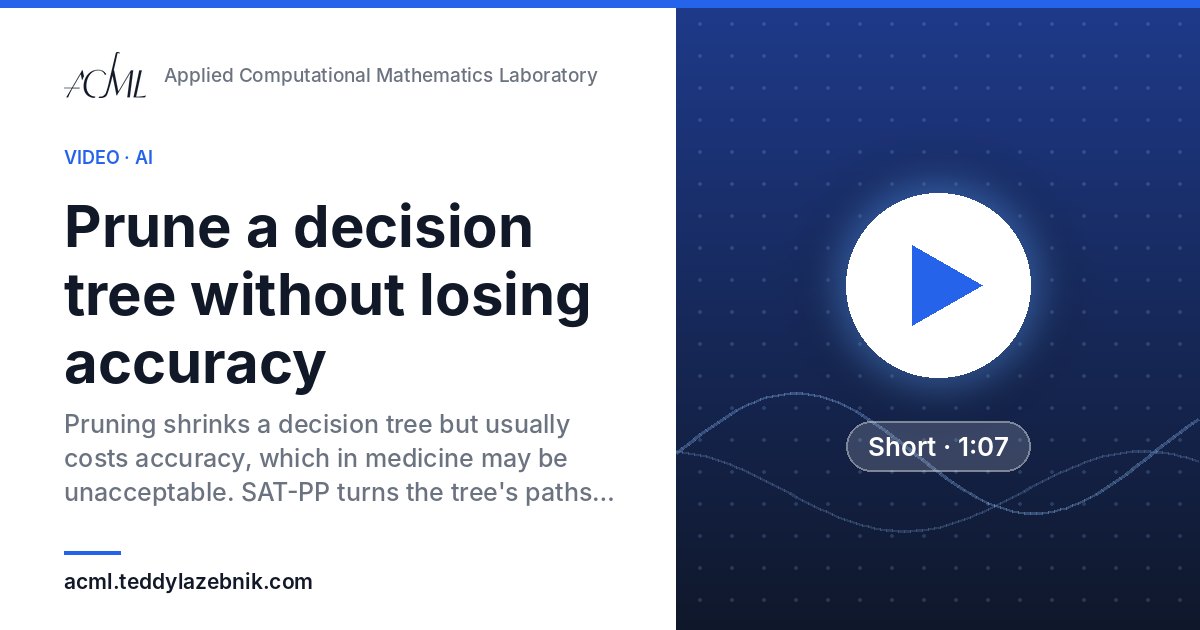 ACML
Applied Computational Mathematics Laboratory
VIDEO · AI
Prune a decision
tree without losing
accuracy
Pruning shrinks a decision tree but usually
costs accuracy, which in medicine may be
unacceptable. SAT-PP turns the tree's paths...
acml.teddylazebnik.com
Short · 1:07